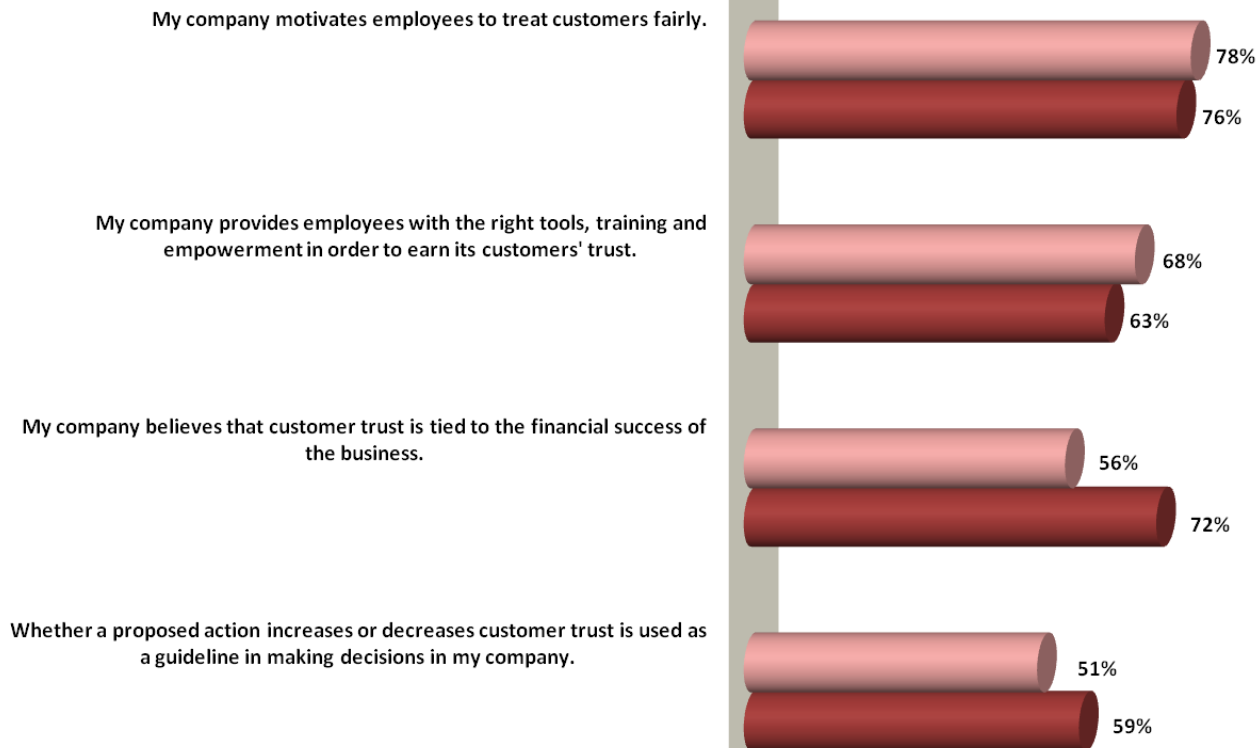 My company motivates employees to treat customers fairly.
78%
76%
My company provides employees with the right tools, training and
empowerment in order to earn its customers' trust.
68%
63%
My company believes that customer trust is tied to the financial success of
the business.
56%
72%
Whether a proposed action increases or decreases customer trust is used as
a guideline in making decisions in my company.
51%
59%